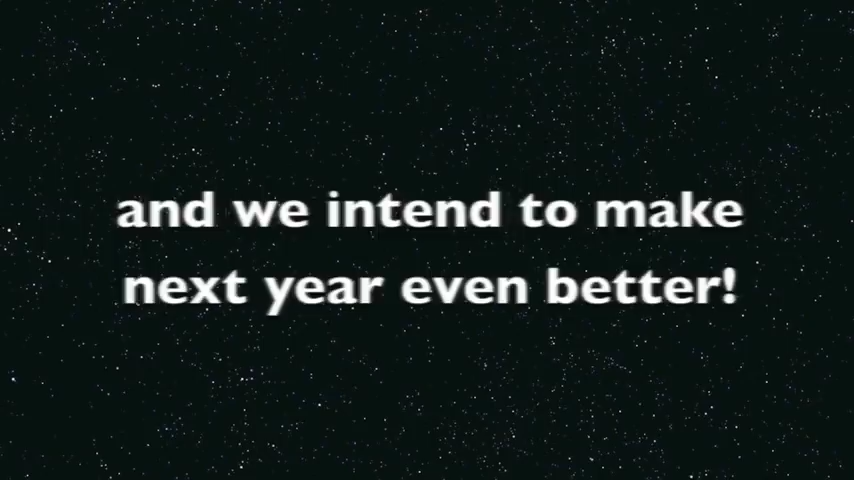 and we intend to make
next year even better!